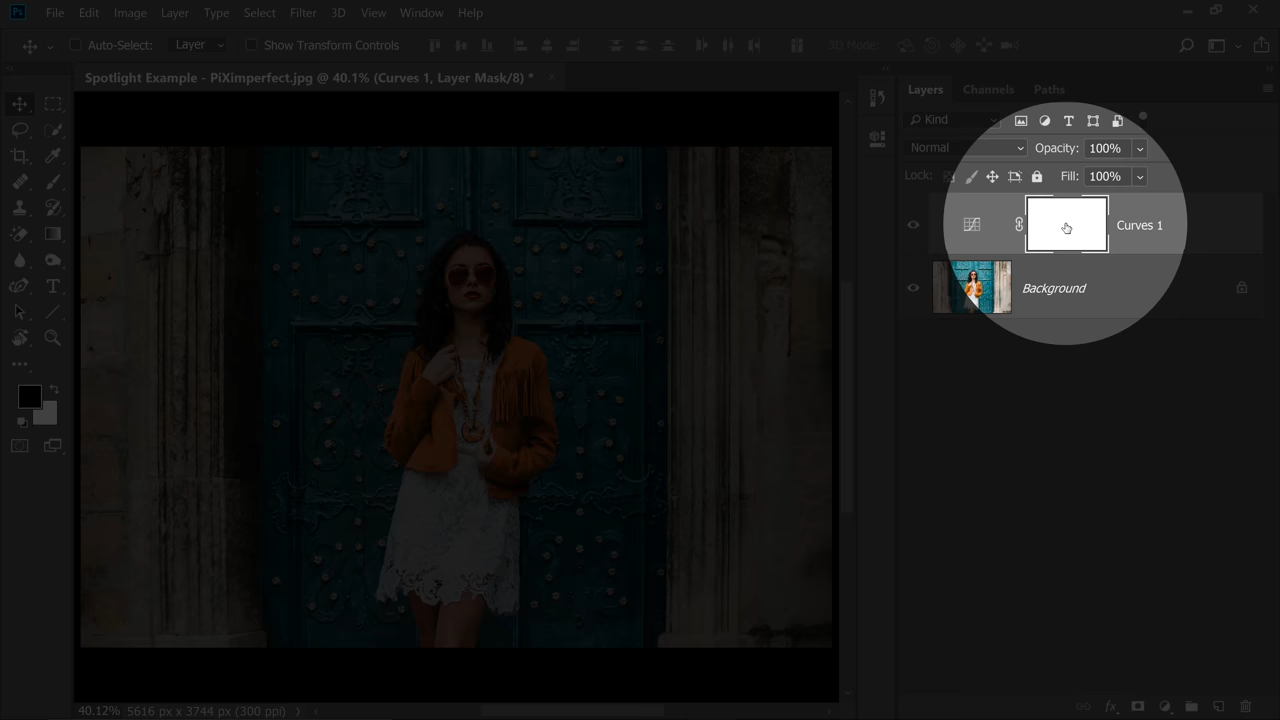 Ps File Edit Image Layer Type Select Filter 3D View Window Help
Auto-Select: Layer Show Transform Controls 3D Mode:
Spotlight Example - PiXimperfect.jpg @ 40.1% (Curves 1, Layer Mask/8) * ×
Layers Channels Paths
Kind
Normal Opacity: 100%
Lock: Fill: 100%
Curves 1
Background
40.12% 5616 px x 3744 px (300 ppi)